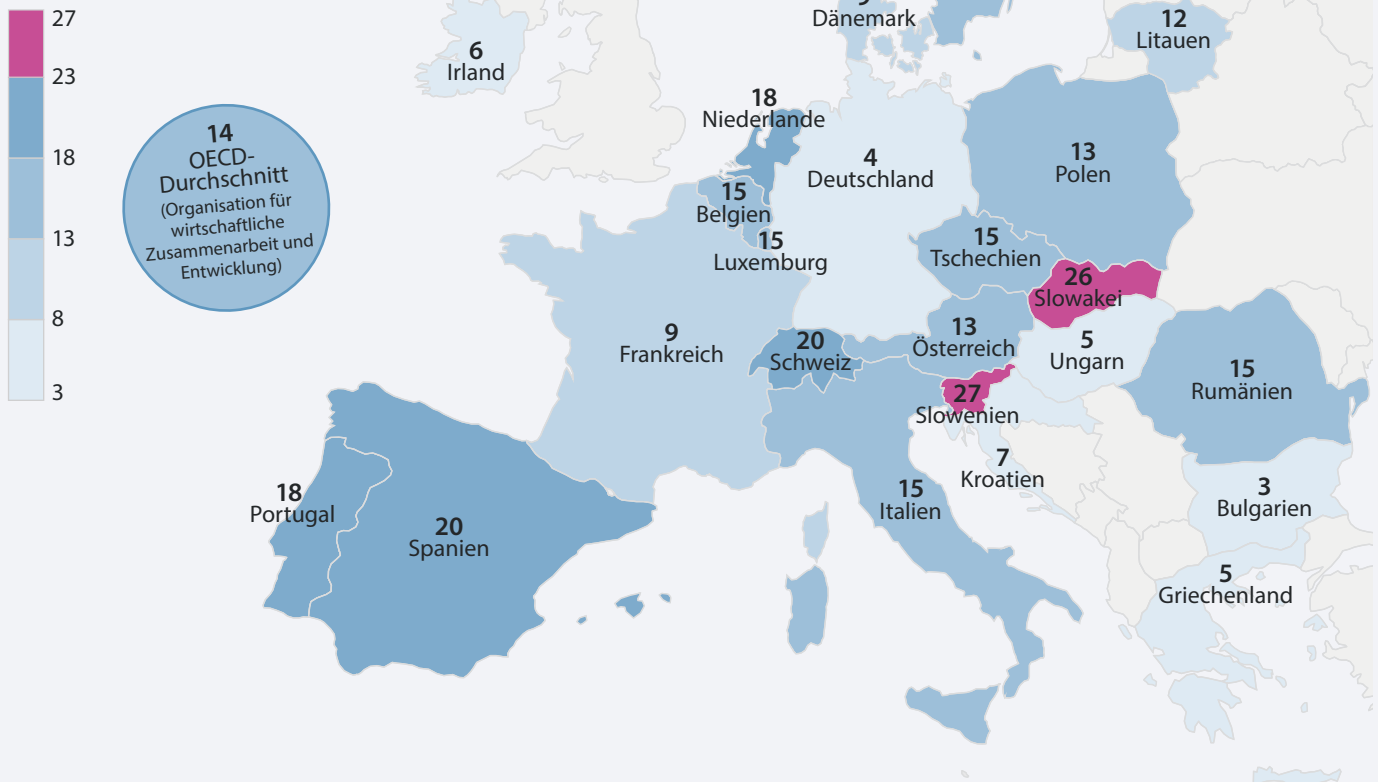 27
23
18
13
8
3
14
OECD-
Durchschnitt
(Organisation für
wirtschaftliche
Zusammenarbeit und
Entwicklung)
6
Irland
Dänemark
12
Litauen
18
Niederlande
4
Deutschland
13
Polen
15
Belgien
15
Luxemburg
15
Tschechien
26
Slowakei
9
Frankreich
20
Schweiz
13
Österreich
5
Ungarn
15
Rumänien
27
Slowenien
7
Kroatien
18
Portugal
20
Spanien
15
Italien
3
Bulgarien
5
Griechenland